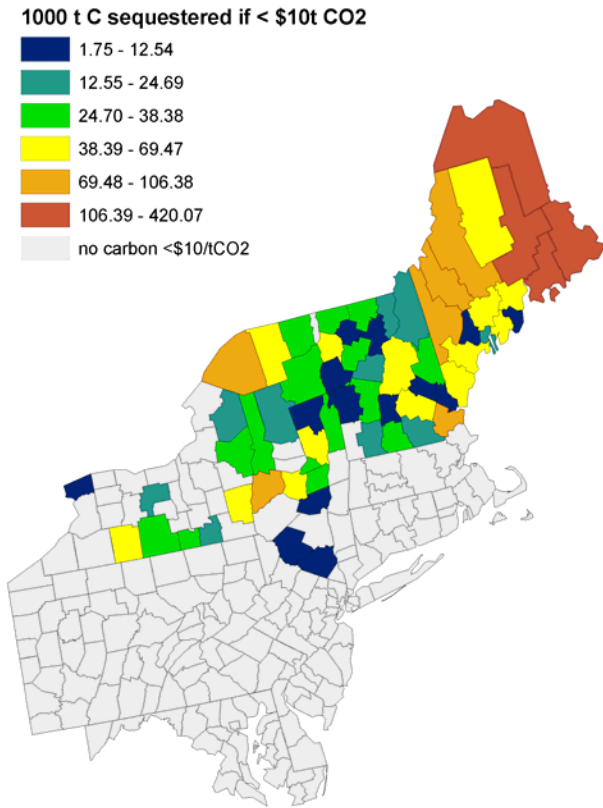 1000 t C sequestered if < $10t CO2
1.75 - 12.54
12.55 - 24.69
24.70 - 38.38
38.39 - 69.47
69.48 - 106.38
106.39 - 420.07
no carbon <$10/tCO2